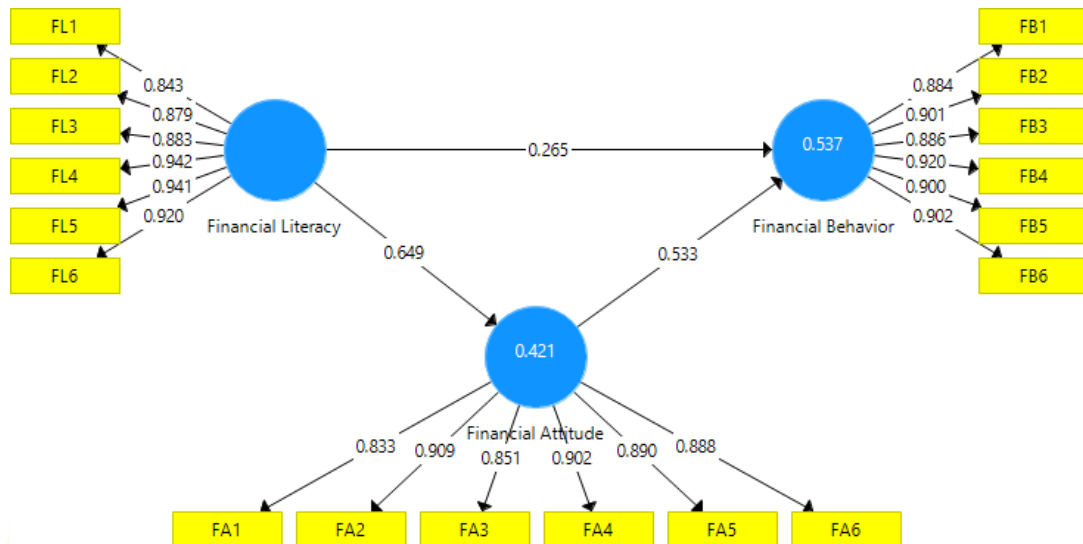 FL1
FL2
FL3
FL4
FL5
FL6
0.843
0.879
0.883
0.942
0.941
0.920
Financial Literacy
0.265
0.649
0.533
0.537
Financial Behavior
0.884
0.901
0.886
0.920
0.900
0.902
FB1
FB2
FB3
FB4
FB5
FB6
0.421
Financial Attitude
0.833
0.909
0.851
0.902
0.890
0.888
FA1
FA2
FA3
FA4
FA5
FA6